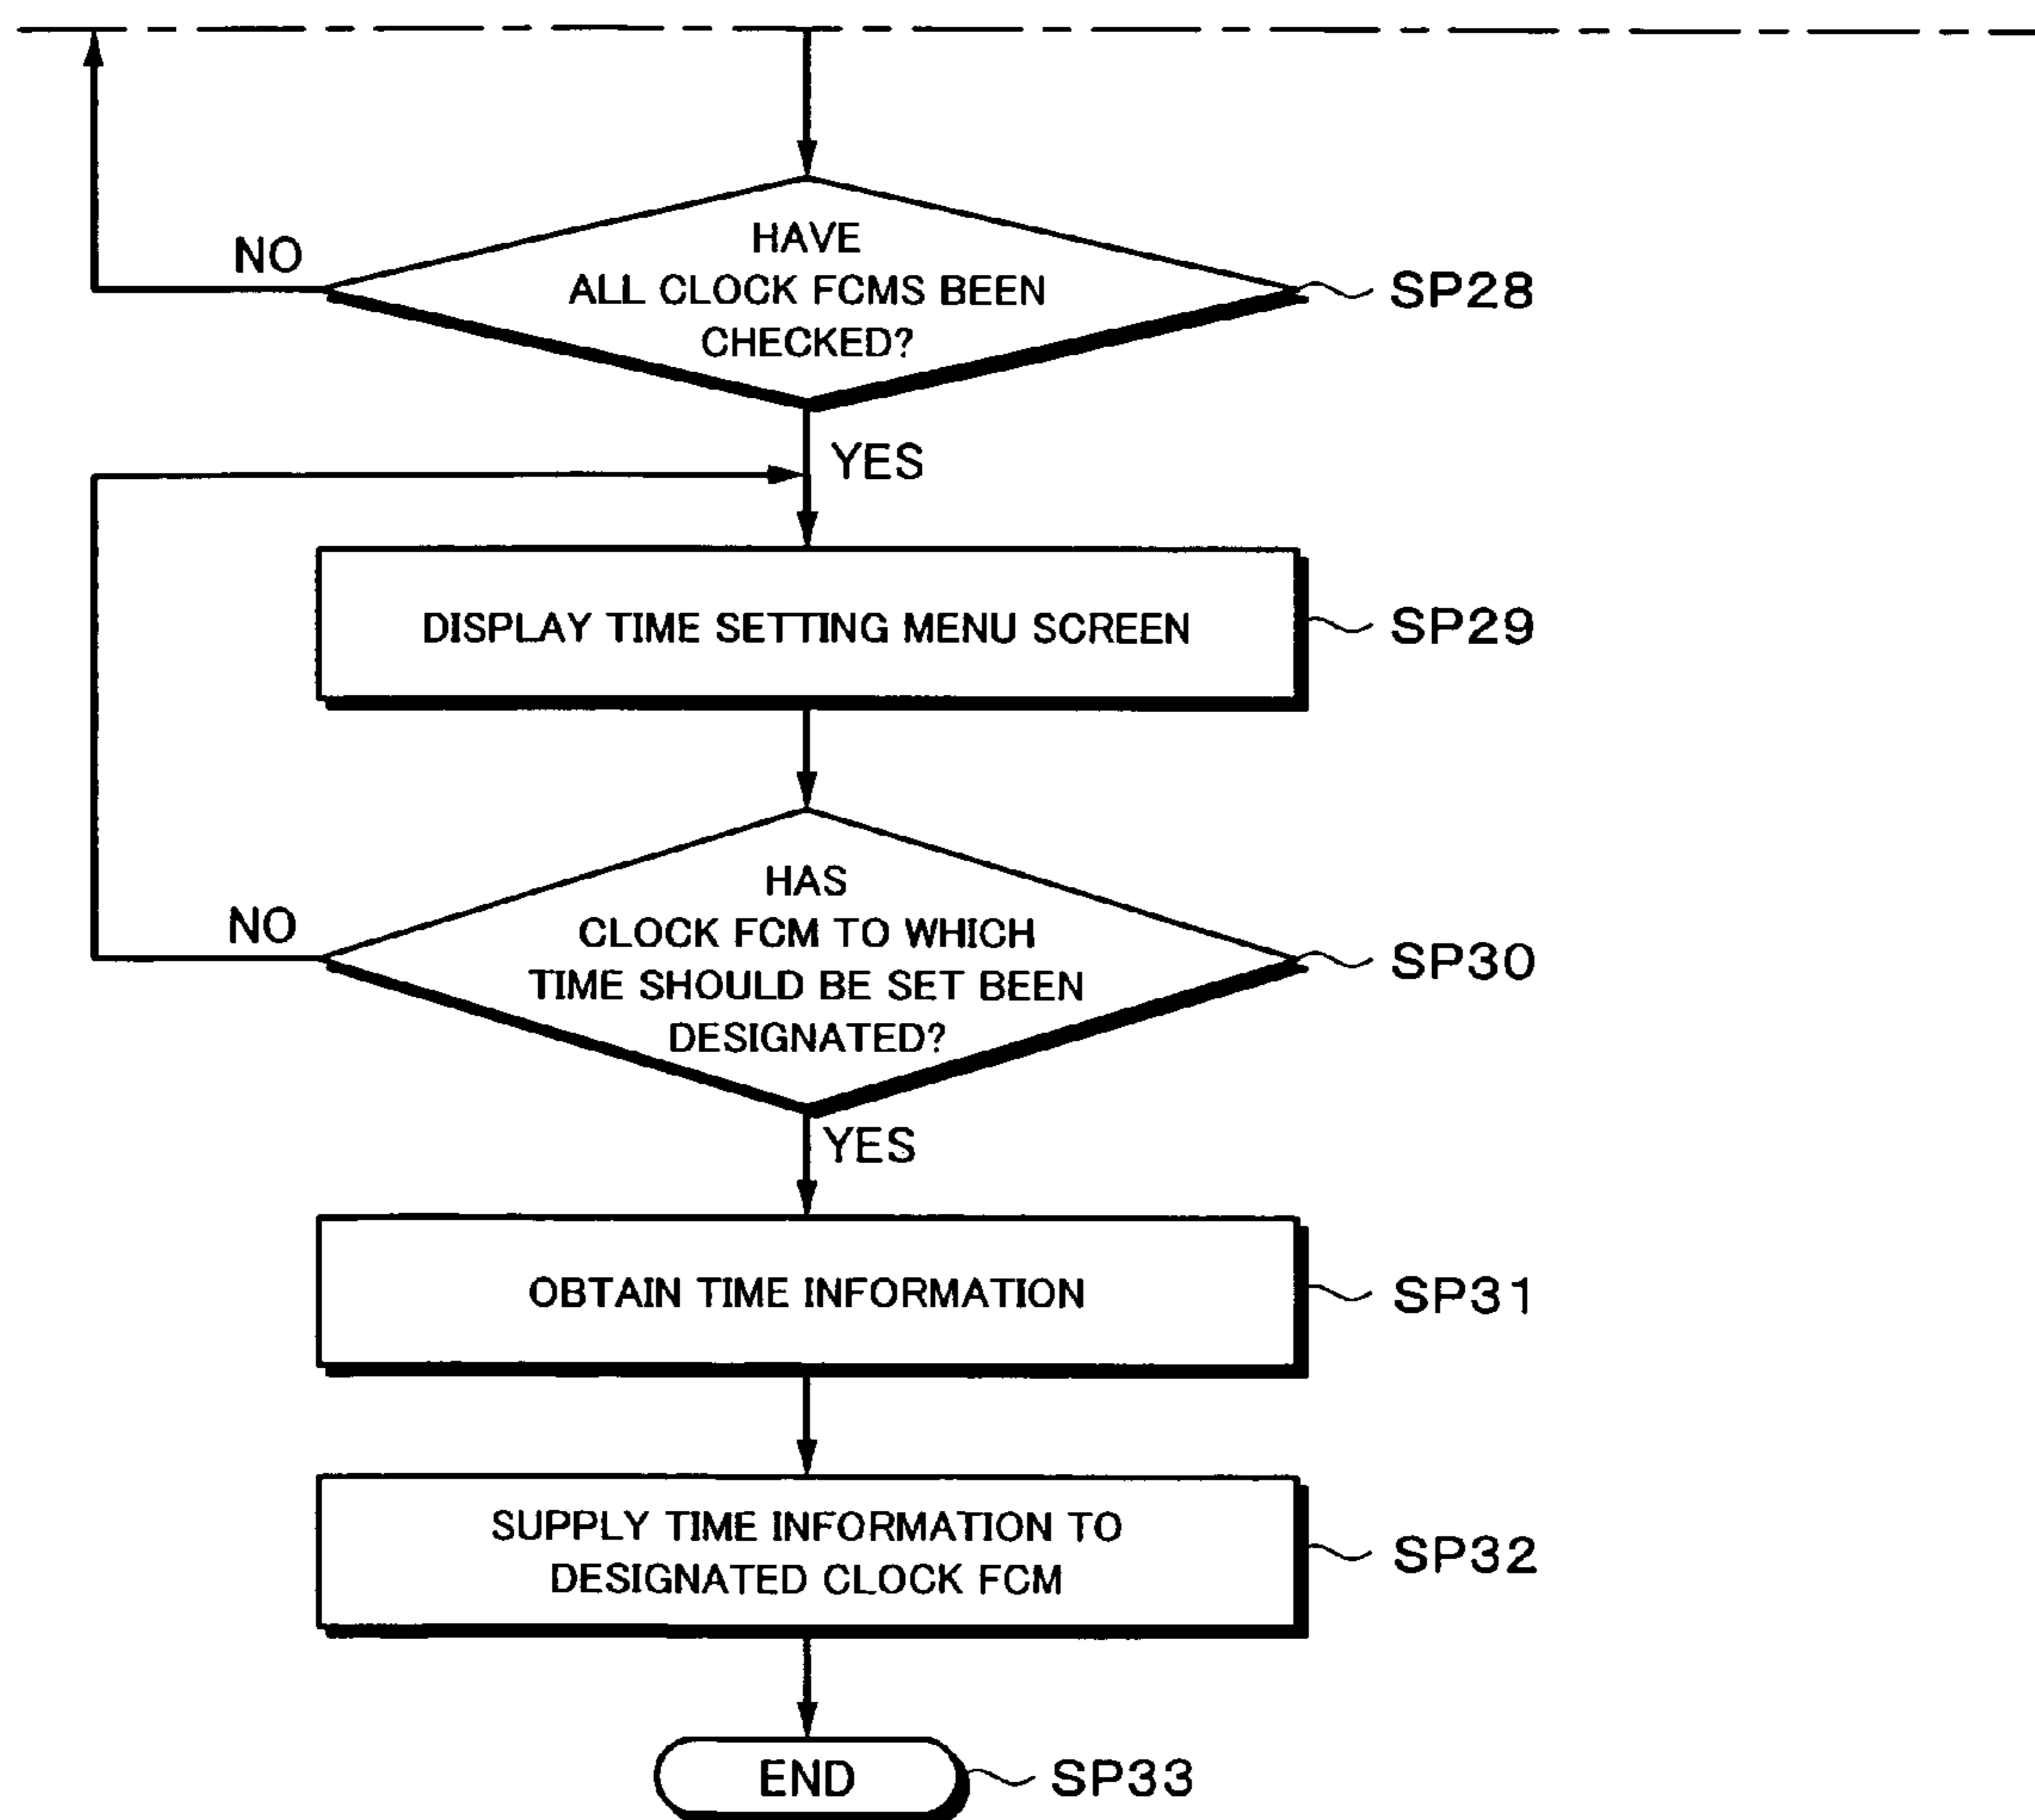 HAVE
NO
ALL CLOCK FCMS BEEN
SP28
CHECKED?
YES
DISPLAY TIME SETTING MENU SCREEN
SP29
HAS
NO
CLOCK FCM TO WHICH
SP30
TIME SHOULD BE SET BEEN
DESIGNATED?
YES
OBTAIN TIME INFORMATION
SP31
SUPPLY TIME INFORMATION TO
SP32
DESIGNATED CLOCK FCM
END
SP33